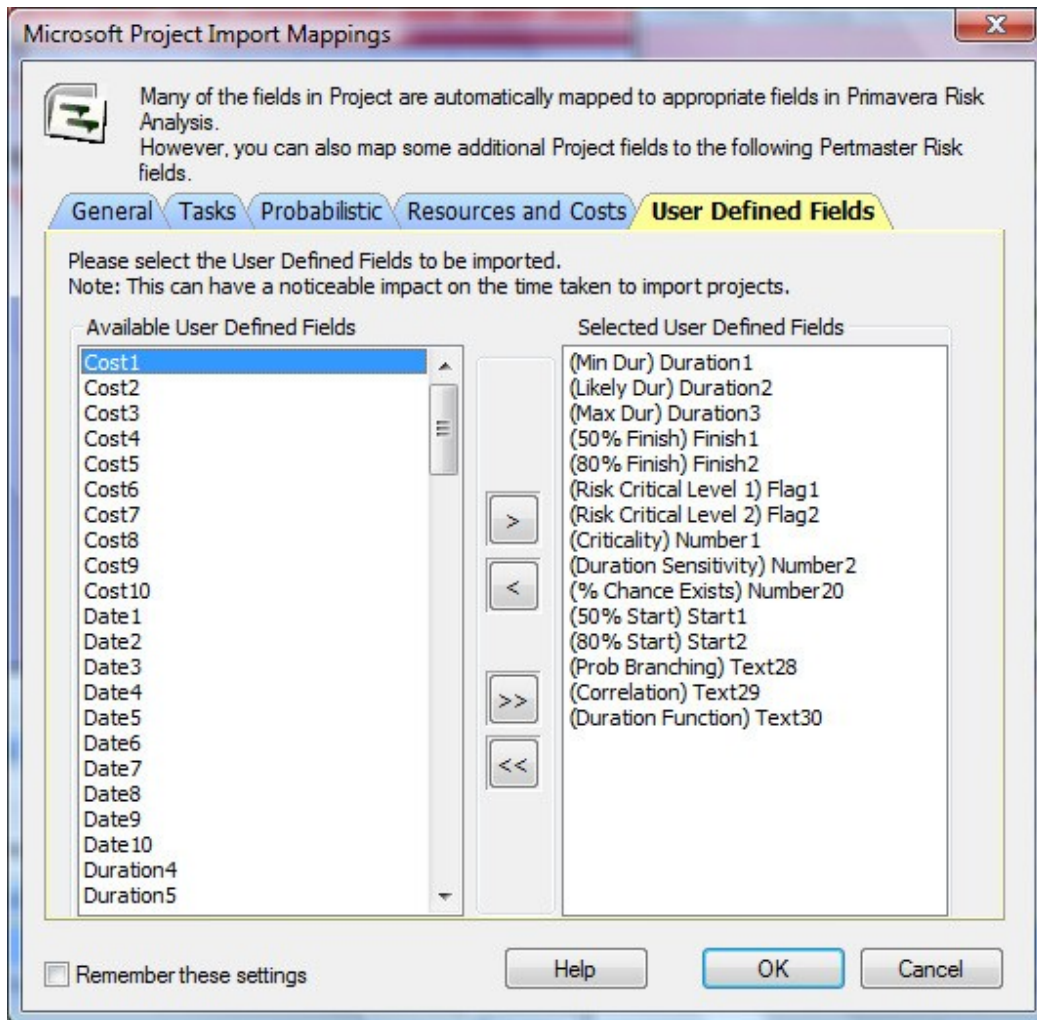 Microsoft Project Import Mappings
X
Many of the fields in Project are automatically mapped to appropriate fields in Primavera Risk
Analysis.
However, you can also map some additional Project fields to the following Pertmaster Risk
fields.
General Tasks Probabilistic Resources and Costs User Defined Fields
Please select the User Defined Fields to be imported.
Note: This can have a noticeable impact on the time taken to import projects.
Available User Defined Fields
Cost1
Cost2
Cost3
Cost4
Cost5
Cost6
Cost7
Cost8
Cost9
Cost10
Date1
Date2
Date3
Date4
Date5
Date6
Date7
Date8
Date9
Date10
Duration4
Duration5
>
<
>>
<<
Selected User Defined Fields
(Min Dur) Duration1
(Likely Dur) Duration2
(Max Dur) Duration3
(50% Finish) Finish1
(80% Finish) Finish2
(Risk Critical Level 1) Flag1
(Risk Critical Level 2) Flag2
(Criticality) Number1
(Duration Sensitivity) Number2
(% Chance Exists) Number20
(50% Start) Start1
(80% Start) Start2
(Prob Branching) Text28
(Correlation) Text29
(Duration Function) Text30
Remember these settings
Help
OK
Cancel